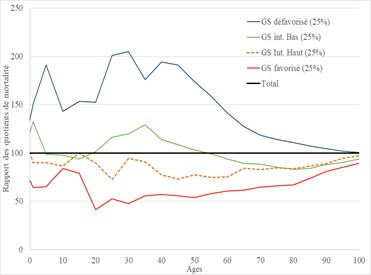 Rapport des quotients de mortalité
250
200
150
100
50
0
0 10 20 30 40 50 60 70 80 90 100
Ages
GS défavorisé (25%)
GS int. Bas (25%)
GS Int. Haut (25%)
GS favorisé (25%)
Total